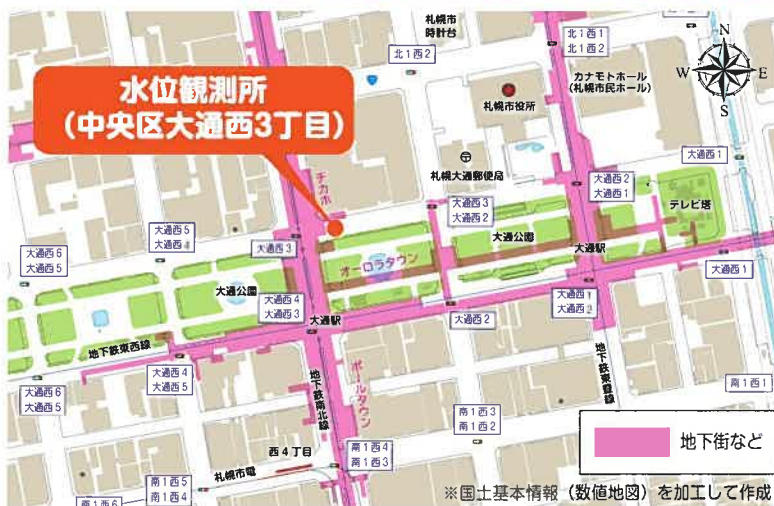 札幌市
時計台
北1西2
北1西1
北1西2
N
W
E
S
カナモトホール
(札幌市民ホール)
水位観測所
(中央区大通西3丁目)
札幌市役所
札幌大通郵便局
チカホ
大通西1
大通西2
大通西1
大通西3
大通西2
テレビ塔
大通西5
大通西4
大通西3
大通公園
大通駅
オーロラタウン
大通西6
大通西5
大通公園
大通西4
大通西3
大通駅
大通西2
大通西1
大通西2
大通西1
地下鉄東西線
大通西4
大通西5
大通西6
大通西5
ポールタウン
地下鉄南北線
地下鉄東豊線
南1西1
南1西3
南1西2
西4丁目
南1西4
南1西3
札幌市電
南1西5
南1西4
南1西6
地下街など
※国土基本情報(数値地図)を加工して作成